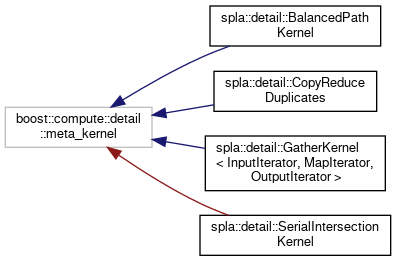 spla::detail::BalancedPath
Kernel
spla::detail::CopyReduce
Duplicates
boost::compute::detail
::meta_kernel
spla::detail::GatherKernel
< InputIterator, MapIterator,
OutputIterator >
spla::detail::SerialIntersection
Kernel